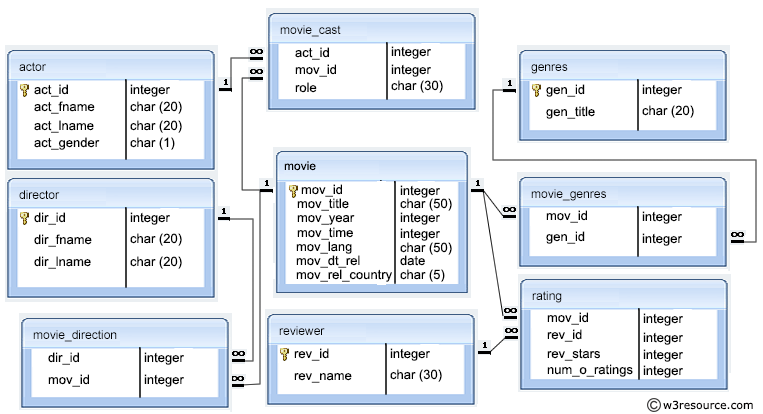 actor
act_id integer
act_fname char (20)
act_lname char (20)
act_gender char (1)
1
∞
movie_cast
act_id integer
mov_id integer
role char (30)
∞
genres
gen_id integer
gen_title char (20)
1
director
dir_id integer
dir_fname char (20)
dir_lname char (20)
1
1
movie
mov_id integer
mov_title char (50)
mov_year integer
mov_time integer
mov_lang char (50)
mov_dt_rel date
mov_rel_country char (5)
1
∞
movie_genres
mov_id integer
gen_id integer
∞
movie_direction
dir_id integer
mov_id integer
∞
∞
reviewer
rev_id integer
rev_name char (30)
1
∞
∞
rating
mov_id integer
rev_id integer
rev_stars integer
num_o_ratings integer
© w3resource.com